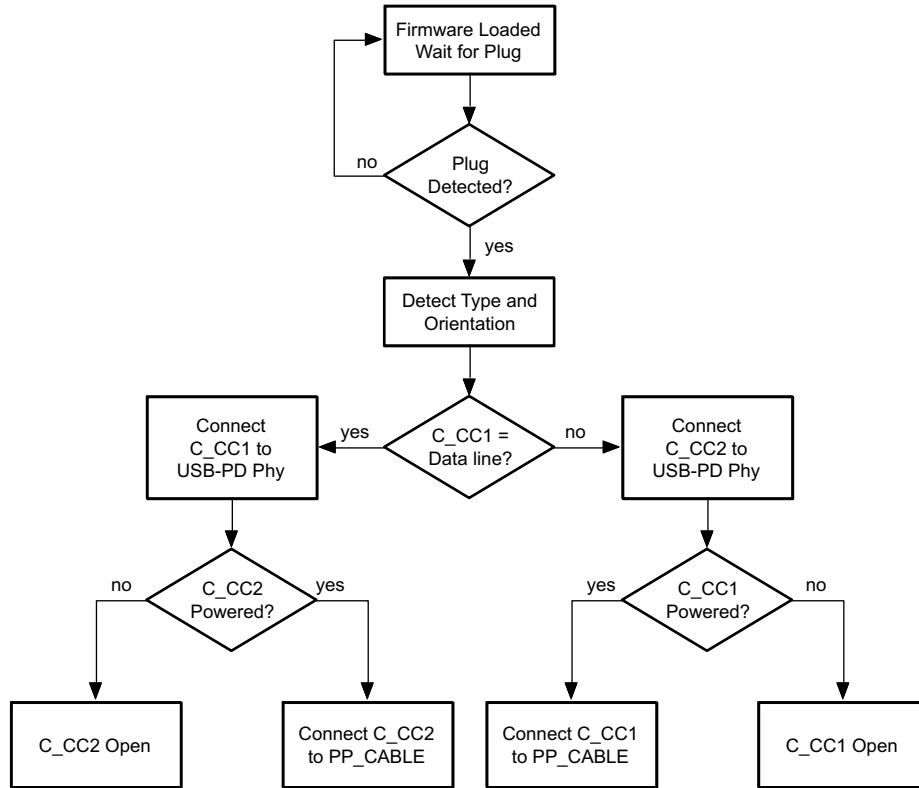 Firmware Loaded
Wait for Plug
no
Plug
Detected?
yes
Detect Type and
Orientation
Connect
C_CC1 to
USB-PD Phy
yes
C_CC1 =
Data line?
no
Connect
C_CC2 to
USB-PD Phy
no
C_CC2
Powered?
yes
yes
C_CC1
Powered?
no
C_CC2 Open
Connect C_CC2
to PP_CABLE
Connect C_CC1
to PP_CABLE
C_CC1 Open